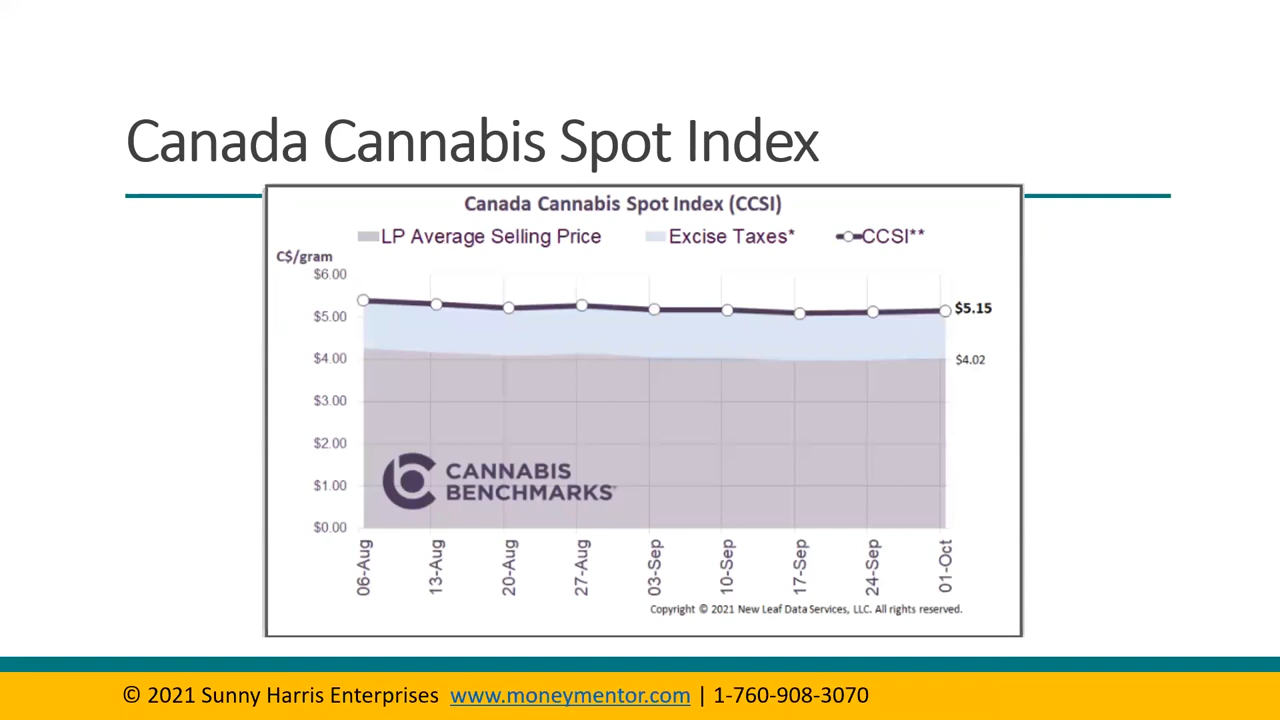 Canada Cannabis Spot Index
Canada Cannabis Spot Index (CCSI)
LP Average Selling Price Excise Taxes* CCSI**
C$/gram
$6.00
$5.00
$4.00
$3.00
$2.00
$1.00
$0.00
$5.15
$4.02
CANNABIS
BENCHMARKS
06-Aug
13-Aug
20-Aug
27-Aug
03-Sep
10-Sep
17-Sep
24-Sep
01-Oct
Copyright © 2021 New Leaf Data Services, LLC. All rights reserved.
© 2021 Sunny Harris Enterprises www.moneymentor.com | 1-760-908-3070